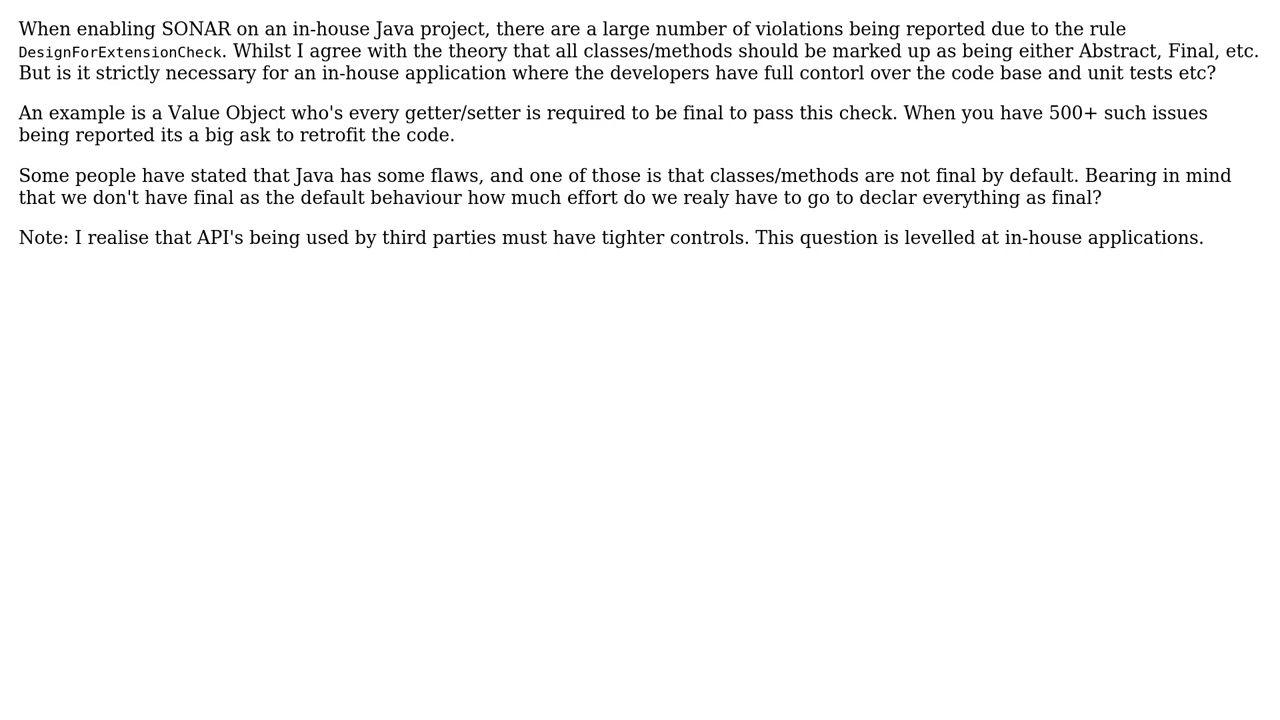 When enabling SONAR on an in-house Java project, there are a large number of violations being reported due to the rule
DesignForExtensionCheck. Whilst I agree with the theory that all classes/methods should be marked up as being either Abstract, Final, etc.
But is it strictly necessary for an in-house application where the developers have full contorl over the code base and unit tests etc?
An example is a Value Object who's every getter/setter is required to be final to pass this check. When you have 500+ such issues
being reported its a big ask to retrofit the code.
Some people have stated that Java has some flaws, and one of those is that classes/methods are not final by default. Bearing in mind
that we don't have final as the default behaviour how much effort do we realy have to go to declar everything as final?
Note: I realise that API's being used by third parties must have tighter controls. This question is levelled at in-house applications.